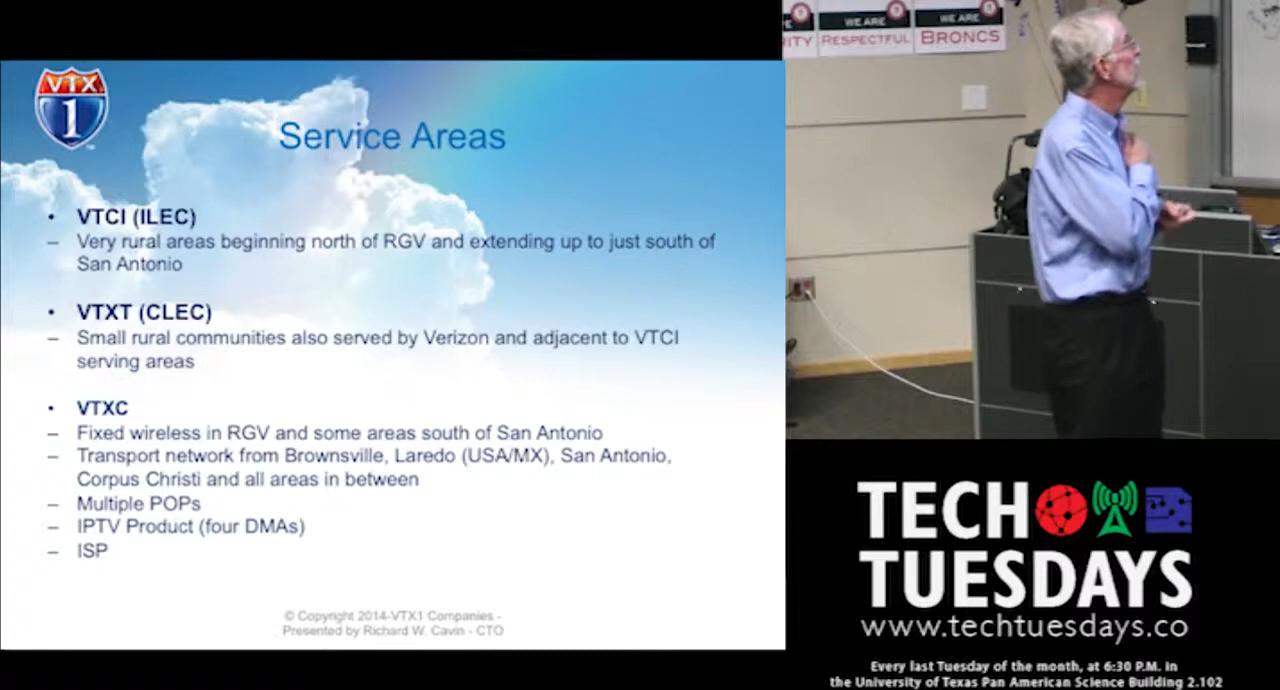 VTX
1
Service Areas
• VTCI (ILEC)
– Very rural areas beginning north of RGV and extending up to just south of
San Antonio
• VTXT (CLEC)
– Small rural communities also served by Verizon and adjacent to VTCI
serving areas
• VTXC
– Fixed wireless in RGV and some areas south of San Antonio
– Transport network from Brownsville, Laredo (USA/MX), San Antonio,
Corpus Christi and all areas in between
– Multiple POPs
– IPTV Product (four DMAs)
– ISP
© Copyright 2014-VTX1 Companies -
Presented by Richard W. Cavin - CTO
ITY
WE ARE
RESPECTFUL
WE ARE
BRONCS
TECH
TUESDAYS
www.techtuesdays.co
Every last Tuesday of the month, at 6:30 P.M. in
the University of Texas Pan American Science Building 2.102